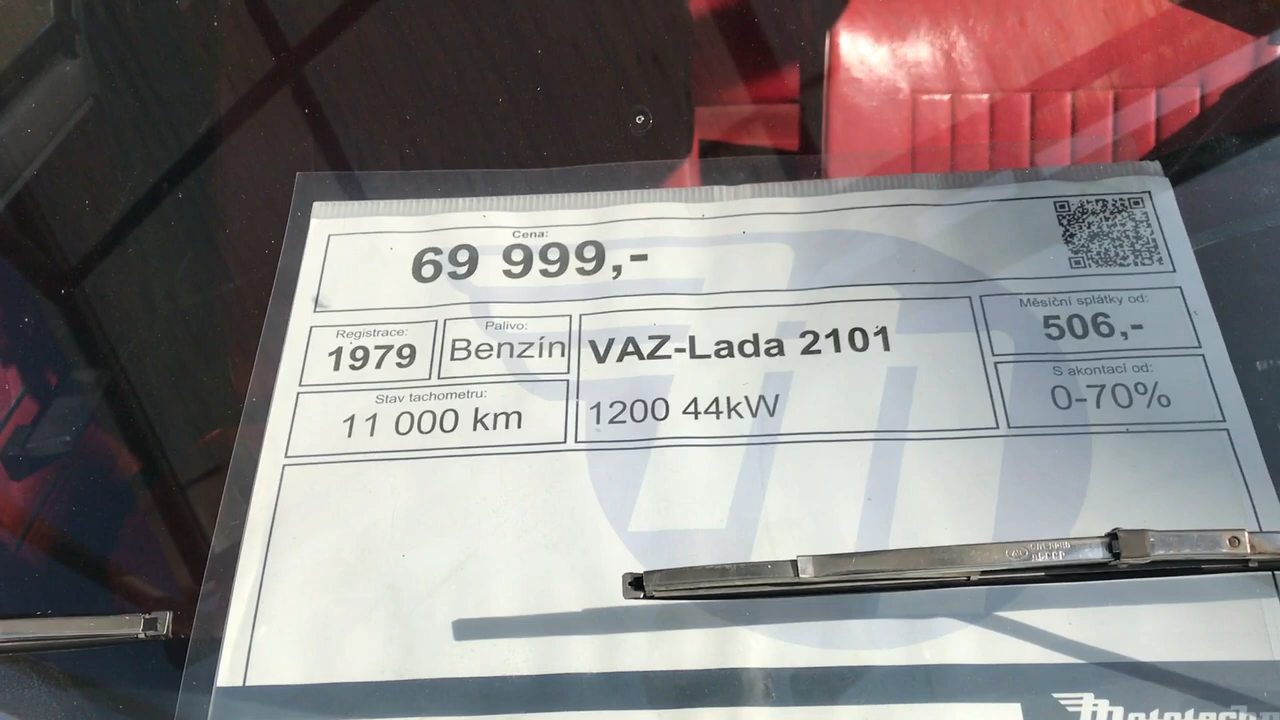 Cena:
69 999,-
Registrace:
1979
Palivo:
Benzín
VAZ-Lada 2101
1200 44kW
Měsíční splátky od:
506,-
Stav tachometru:
11 000 km
S akontací od:
0-70%